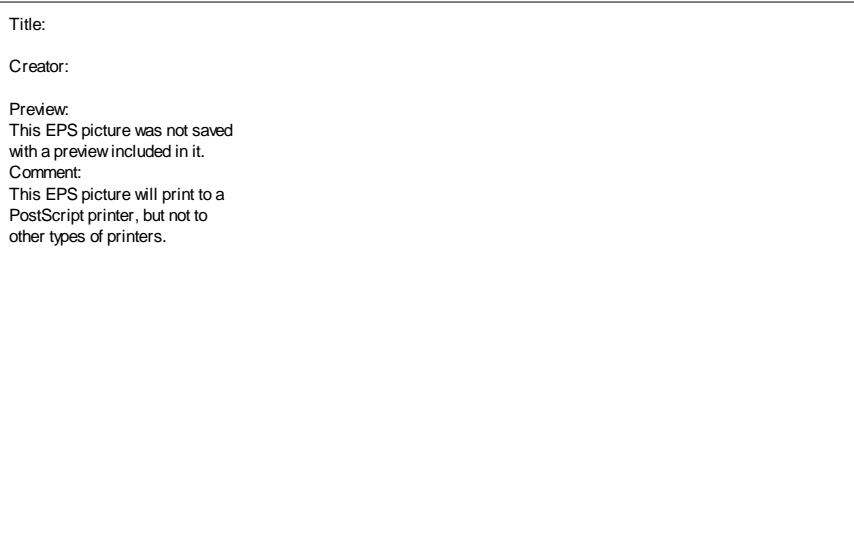 Title:
Creator:
Preview:
This EPS picture was not saved
with a preview included in it.
Comment:
This EPS picture will print to a
PostScript printer, but not to
other types of printers.